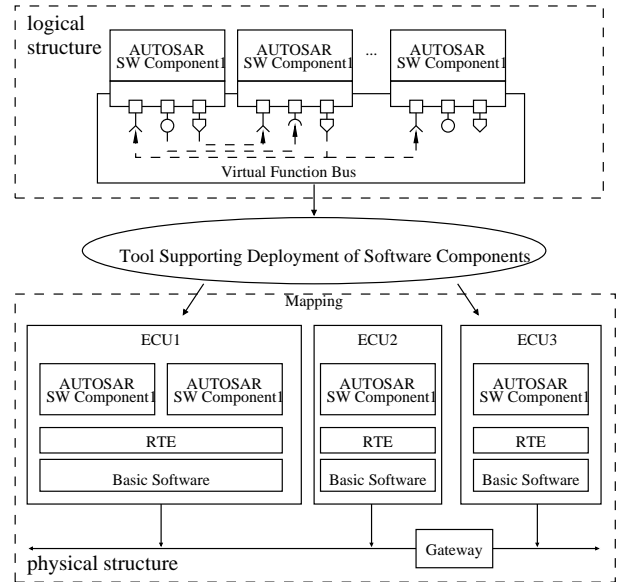 logical
structure
AUTOSAR
SW Component1
AUTOSAR
SW Component1
...
AUTOSAR
SW Component1
Virtual Function Bus
Tool Supporting Deployment of Software Components
Mapping
ECU1
AUTOSAR
SW Component1
AUTOSAR
SW Component1
RTE
Basic Software
ECU2
AUTOSAR
SW Component1
RTE
Basic Software
ECU3
AUTOSAR
SW Component1
RTE
Basic Software
Gateway
physical structure